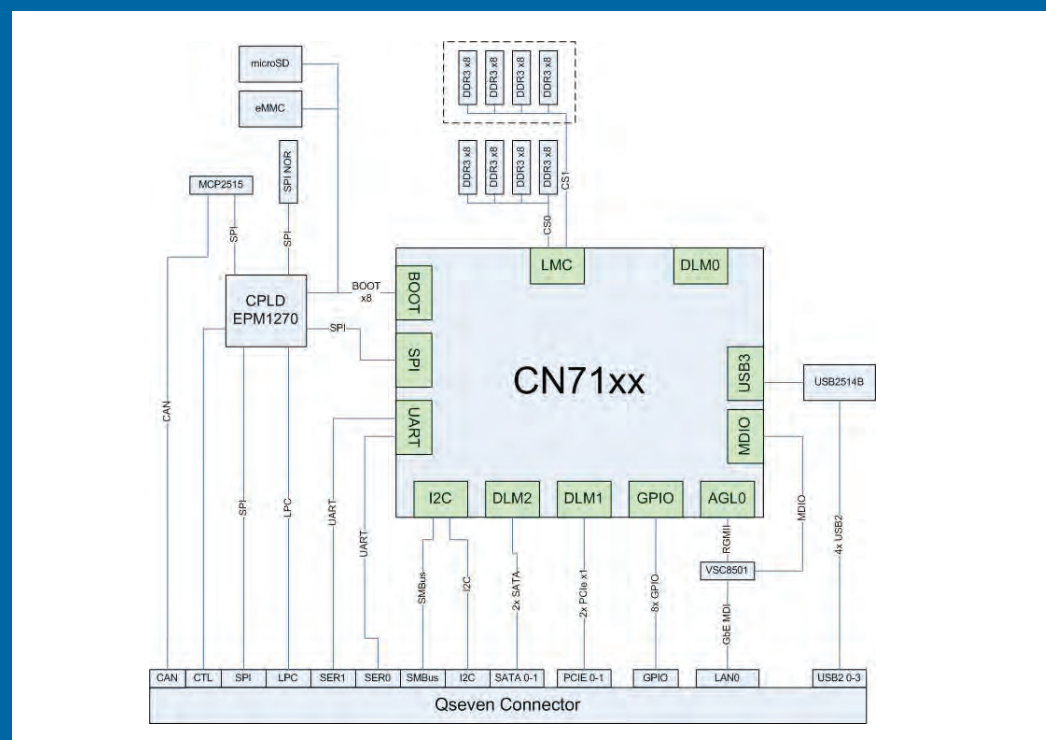 microSD
eMMC
DDR3 x8
DDR3 x8
DDR3 x8
DDR3 x8
DDR3 x8
DDR3 x8
DDR3 x8
DDR3 x8
CS1
CS0
MCP2515
SPI NOR
SPI
SPI
CPLD
EPM1270
BOOT
x8
SPI
BOOT
SPI
UART
LMC
DLM0
CN71xx
USB3
MDIO
USB2514B
I2C
DLM2
DLM1
GPIO
AGL0
CAN
SPI
LPC
UART
UART
SMBus
I2C
2x SATA
2x PCIe x1
8x GPIO
RGMII
MDIO
VSC8501
GbE MDI
4x USB2
CAN
CTL
SPI
LPC
SER1
SER0
SMBus
I2C
SATA 0-1
PCIE 0-1
GPIO
LAN0
USB2 0-3
Qseven Connector